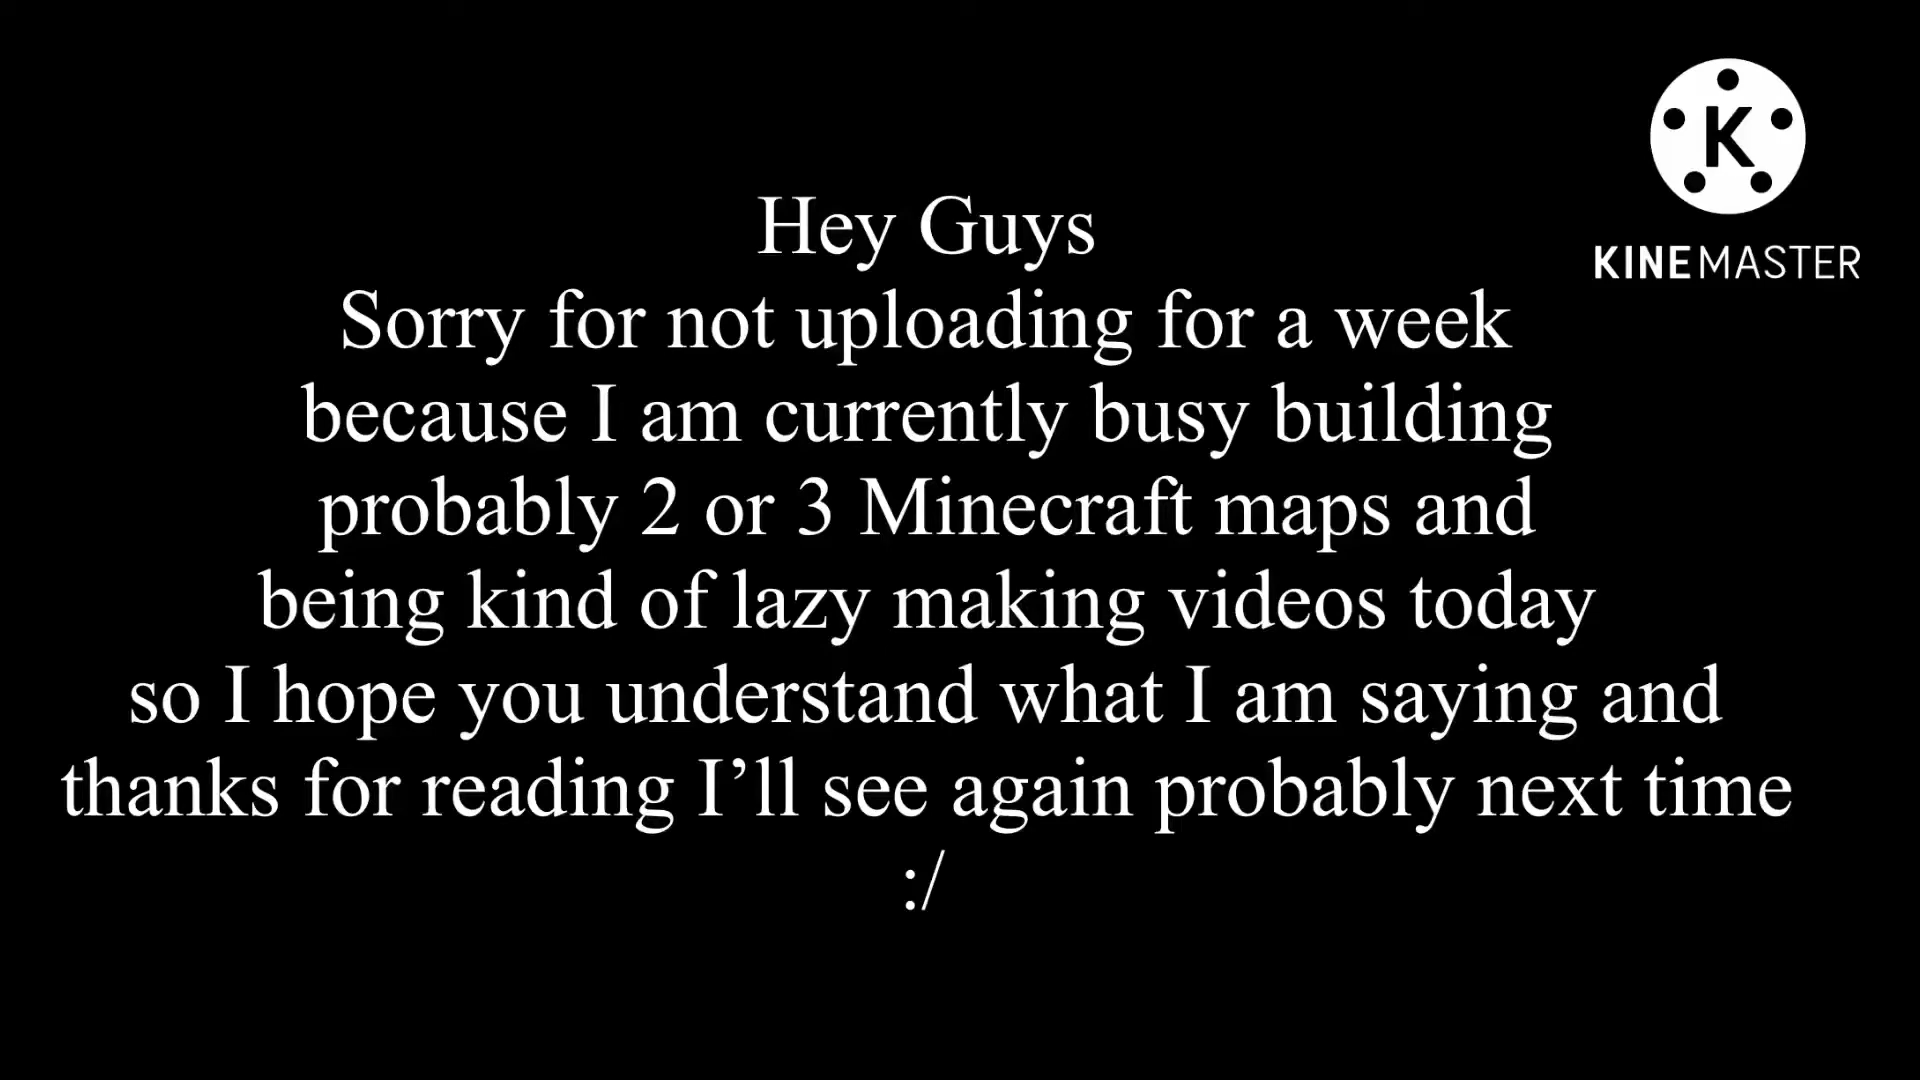 K
KINEMASTER
Hey Guys
Sorry for not uploading for a week
because I am currently busy building
probably 2 or 3 Minecraft maps and
being kind of lazy making videos today
so I hope you understand what I am saying and
thanks for reading I’ll see again probably next time
:/